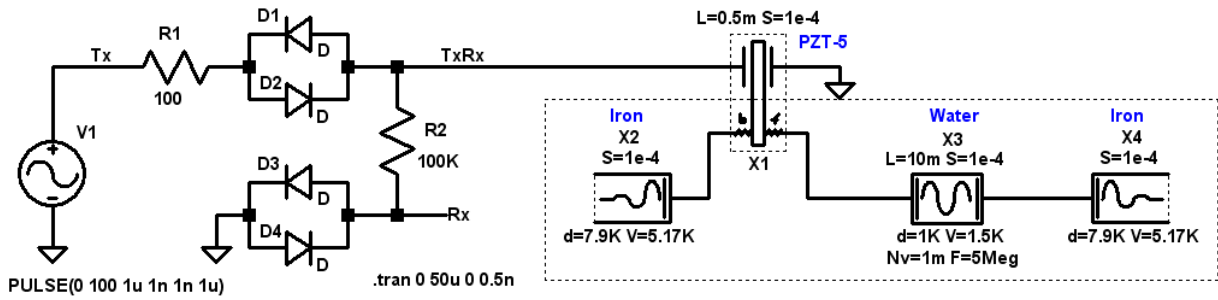 L=0.5m S=1e-4
PZT-5
R1
Tx
100
D1
D
D2
D
TxRx
R2
100K
V1
D3
D
D4
D
Rx
b f
X1
Iron
X2
S=1e-4
d=7.9K V=5.17K
Water
X3
L=10m S=1e-4
d=1K V=1.5K
Nv=1m F=5Meg
Iron
X4
S=1e-4
d=7.9K V=5.17K
PULSE(0 100 1u 1n 1n 1u)
.tran 0 50u 0 0.5n